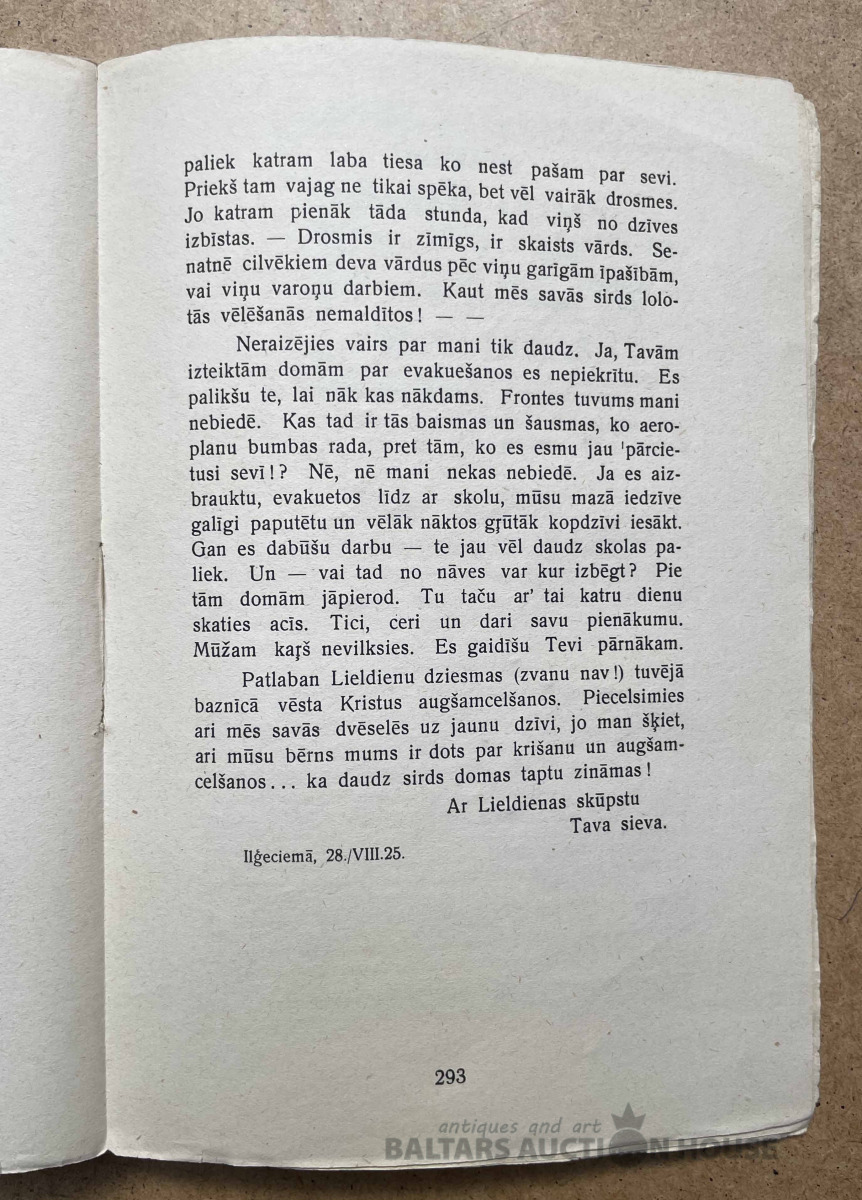 paliek katram laba tiesa ko nest pašam par sevi.
Priekš tam vajag ne tikai spēka, bet vēl vairāk drosmes.
Jo katram pienāk tāda stunda, kad viņš no dzīves
izbīstas. — Drosmis ir zīmīgs, ir skaists vārds. Se-
natnē cilvēkiem deva vārdus pēc viņu garīgām īpašībām,
vai viņu varoņu darbiem. Kaut mēs savās sirds lolo-
tās vēlēšanās nemaldītos! — —
Neraizējies vairs par mani tik daudz. Ja, Tavām
izteiktām domām par evakuešanos es nepiekrītu. Es
palikšu te, lai nāk kas nākdams. Frontes tuvums mani
nebiedē. Kas tad ir tās baismas un šausmas, ko aero-
planu bumbas rada, pret tām, ko es esmu jau 'pārcie-
tusi sevī!? Nē, nē mani nekas nebiedē. Ja es aiz-
brauktu, evakuetos līdz ar skolu, mūsu mazā iedzīve
galīgi paputētu un vēlāk nāktos gŗūtāk kopdzīvi iesākt.
Gan es dabūšu darbu — te jau vēl daudz skolas pa-
liek. Un — vai tad no nāves var kur izbēgt? Pie
tām domām jāpierod. Tu taču ar' tai katru dienu
skaties acīs. Tici, ceri un dari savu pienākumu.
Mūžam kaŗš nevilksies. Es gaidīšu Tevi pārnākam.
Patlaban Lieldienu dziesmas (zvanu nav!) tuvējā
baznīcā vēsta Kristus augšamcelšanos. Piecelsimies
ari mēs savās dvēselēs uz jaunu dzīvi, jo man šķiet,
ari mūsu bērns mums ir dots par krišanu un augšam-
celšanos... ka daudz sirds domas taptu zināmas!
Ar Lieldienas skūpstu
Tava sieva.
Ilģeciemā, 28./VIII.25.
293
antiques and art
BALTARS AUCTION HOUSE